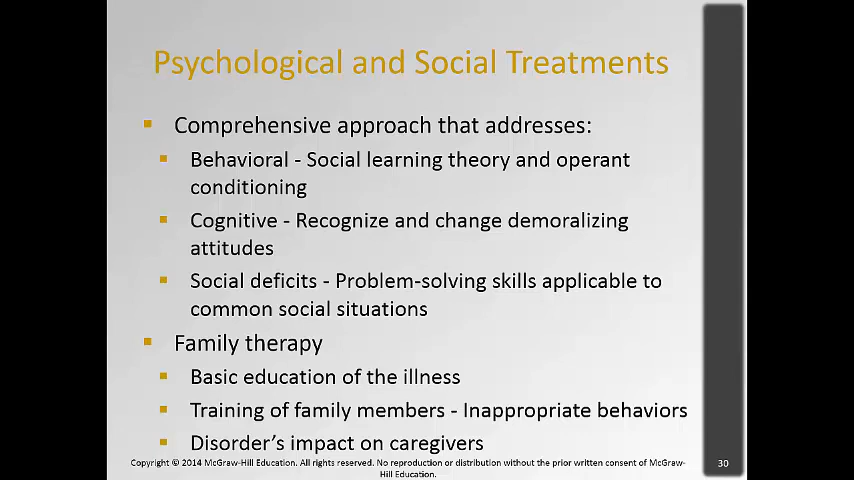 Psychological and Social Treatments
Comprehensive approach that addresses:
Behavioral - Social learning theory and operant
conditioning
Cognitive - Recognize and change demoralizing
attitudes
Social deficits - Problem-solving skills applicable to
common social situations
Family therapy
Basic education of the illness
Training of family members - Inappropriate behaviors
Disorder's impact on caregivers
Copyright © 2014 McGraw-Hill Education. All rights reserved. No reproduction or distribution without the prior written consent of McGraw-
Hill Education.
30